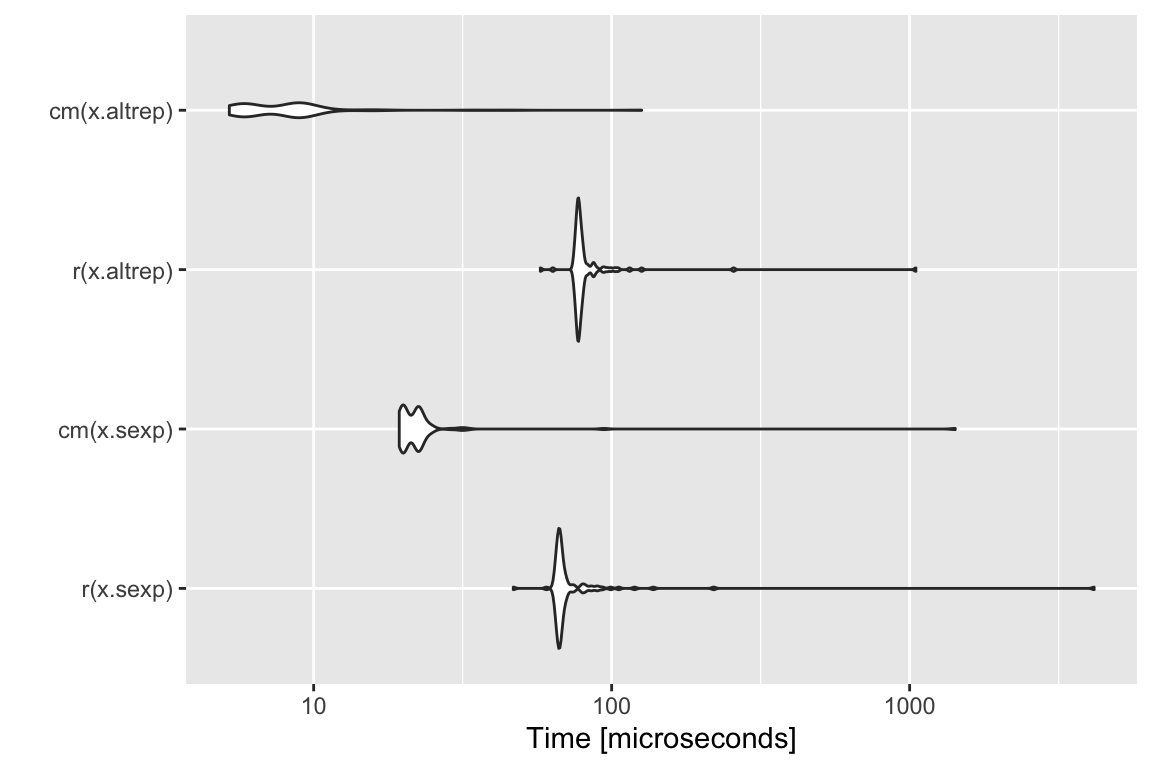 cm(x.altrep)
r(x.altrep)
cm(x.sexp)
r(x.sexp)
10 100 1000
Time [microseconds]